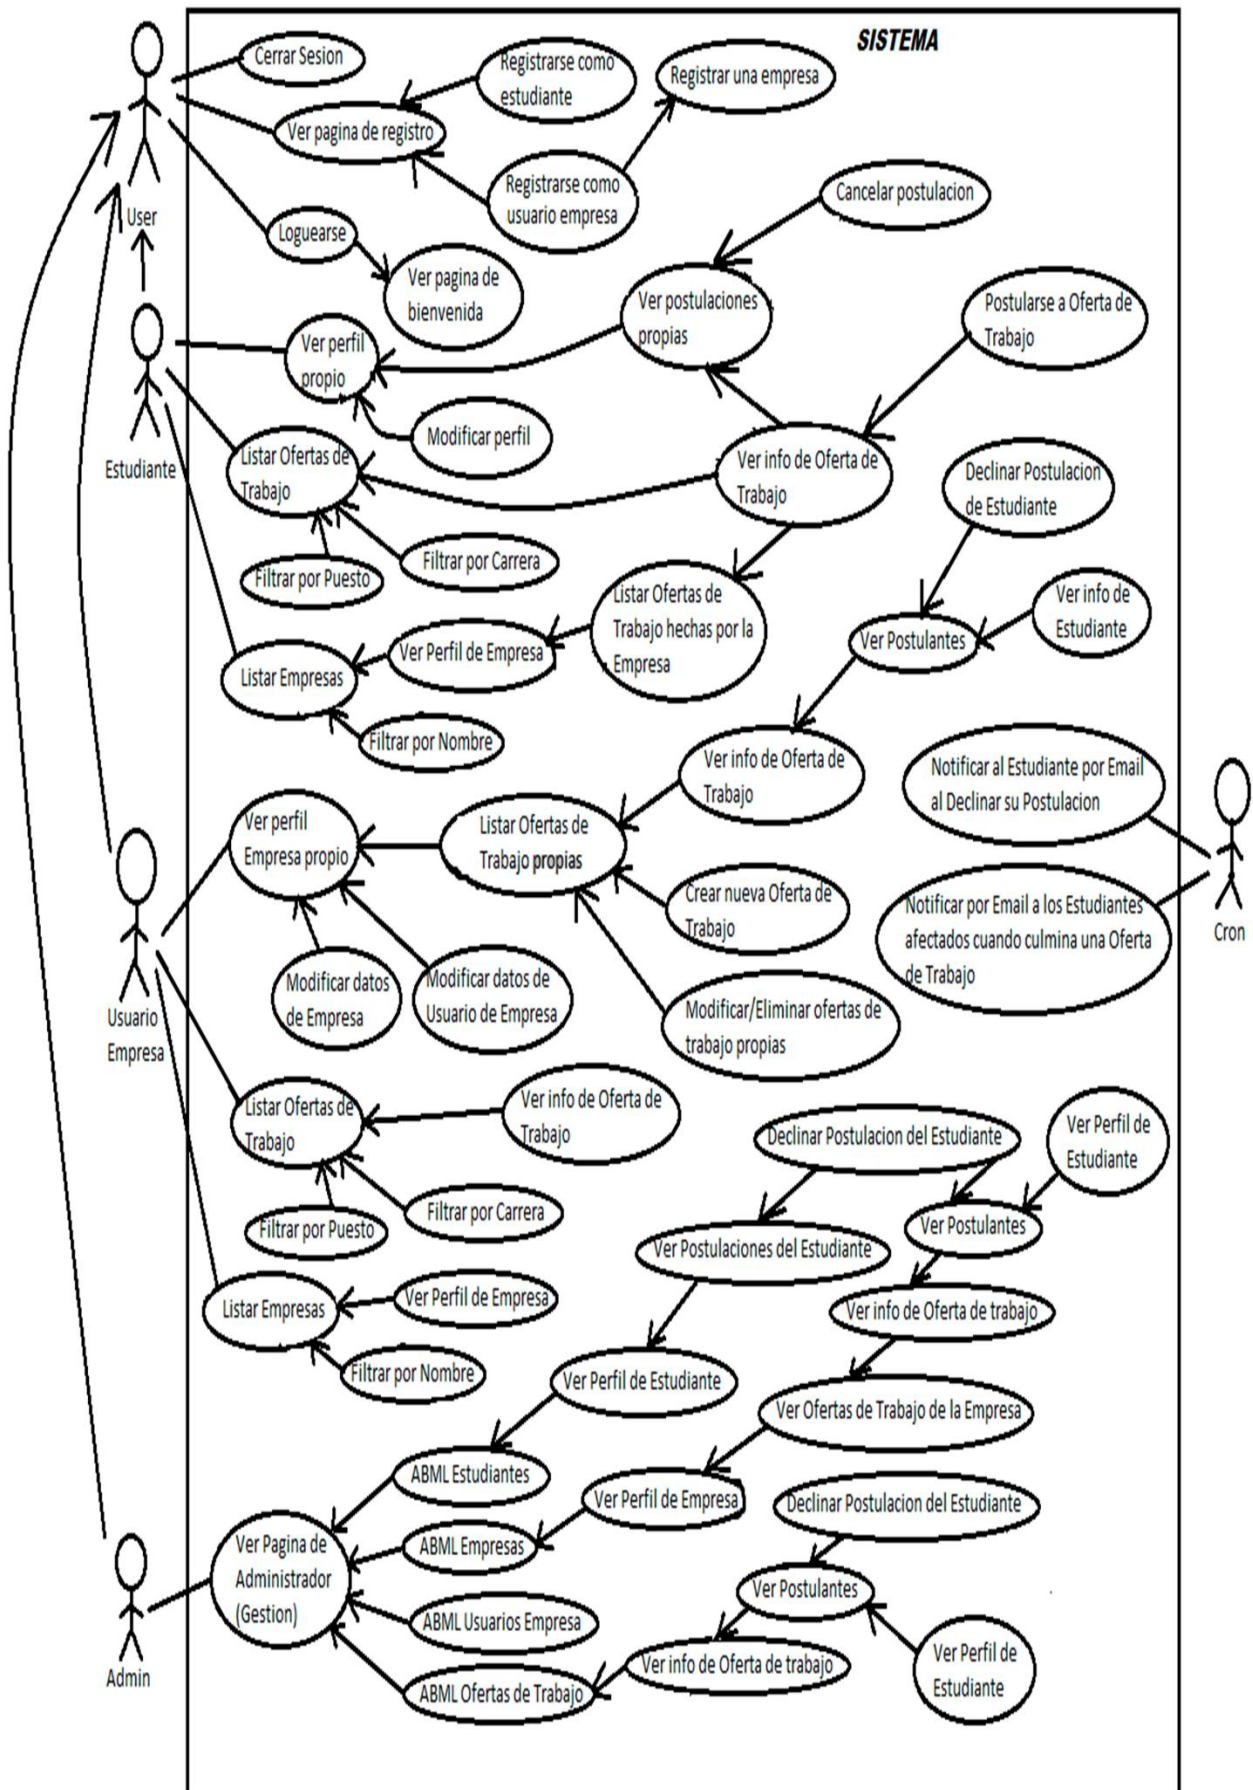 SISTEMA
Cerrar Sesion
Registrarse como
estudiante
Registrar una empresa
Ver pagina de registro
Registrarse como
usuario empresa
Cancelar postulacion
User
Loguearse
Ver pagina de
bienvenida
Ver postulaciones
propias
Postularse a Oferta de
Trabajo
Ver perfil
propio
Modificar perfil
Estudiante
Listar Ofertas de
Trabajo
Ver info de Oferta de
Trabajo
Declinar Postulacion
de Estudiante
Filtrar por Puesto
Filtrar por Carrera
Listar Ofertas de
Trabajo hechas por la
Empresa
Ver info de
Estudiante
Ver Postulantes
Ver Perfil de Empresa
Listar Empresas
Filtrar por Nombre
Ver info de Oferta de
Trabajo
Notificar al Estudiante por Email
al Declinar su Postulacion
Ver perfil
Empresa propio
Listar Ofertas de
Trabajo propias
Crear nueva Oferta de
Trabajo
Notificar por Email a los Estudiantes
afectados cuando culmina una Oferta
de Trabajo
Cron
Modificar datos
de Empresa
Modificar datos de
Usuario de Empresa
Modificar/Eliminar ofertas de
trabajo propias
Usuario
Empresa
Listar Ofertas de
Trabajo
Ver info de Oferta de
Trabajo
Declinar Postulacion del Estudiante
Ver Perfil de
Estudiante
Filtrar por Puesto
Filtrar por Carrera
Ver Postulantes
Ver Postulaciones del Estudiante
Listar Empresas
Ver Perfil de Empresa
Ver info de Oferta de trabajo
Filtrar por Nombre
Ver Perfil de Estudiante
Ver Ofertas de Trabajo de la Empresa
ABML Estudiantes
Ver Perfil de Empresa
Declinar Postulacion del Estudiante
Ver Pagina de
Administrador
(Gestion)
ABML Empresas
Ver Postulantes
ABML Usuarios Empresa
Ver Perfil de
Estudiante
Ver info de Oferta de trabajo
ABML Ofertas de Trabajo
Admin